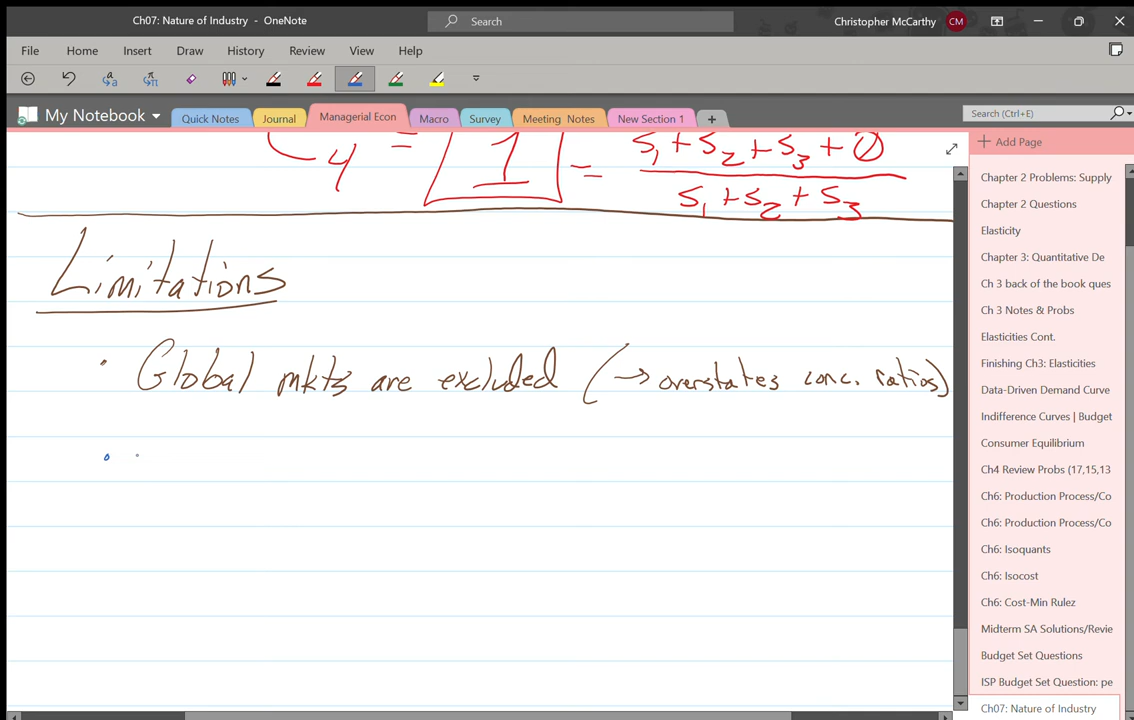 Ch07: Nature of Industry - OneNote
Search
Christopher McCarthy
CM
File Home Insert Draw History Review View Help
My Notebook
Quick Notes
Journal
Managerial Econ
Macro
Survey
Meeting Notes
New Section 1
Search (Ctrl+E)
Add Page
Chapter 2 Problems: Supply
Chapter 2 Questions
Elasticity
Chapter 3: Quantitative De
Ch 3 back of the book ques
Ch 3 Notes & Probs
Elasticities Cont.
Finishing Ch3: Elasticities
Data-Driven Demand Curve
Indifference Curves | Budget
Consumer Equilibrium
Ch4 Review Probs (17,15,13
Ch6: Production Process/Co
Ch6: Production Process/Co
Ch6: Isoquants
Ch6: Isocost
Ch6: Cost-Min Rulez
Midterm SA Solutions/Revie
Budget Set Questions
ISP Budget Set Question: pe
Ch07: Nature of Industry
C4 = 1 = S1 + S2 + S3 + 0
S1 + S2 + S3
Limitations
· Global mkts are excluded (→ overstates conc. ratios)